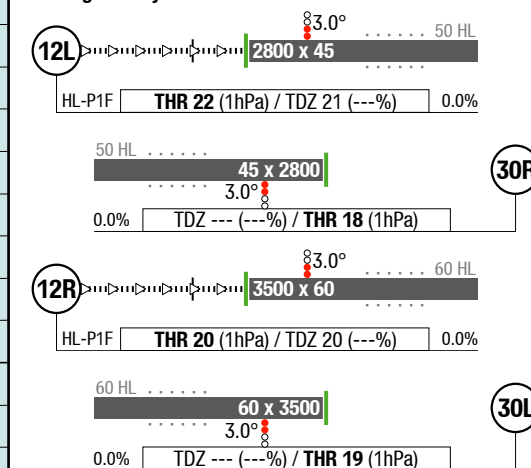 3.0°
50 HL
12L
2800 x 45
HL-P1F THR 22 (1hPa) / TDZ 21 (---%) 0.0%
50 HL
45 x 2800
30R
3.0°
0.0% TDZ --- (---%) / THR 18 (1hPa)
3.0°
60 HL
12R
3500 x 60
HL-P1F THR 20 (1hPa) / TDZ 20 (---%) 0.0%
60 HL
60 x 3500
30L
3.0°
0.0% TDZ --- (---%) / THR 19 (1hPa)